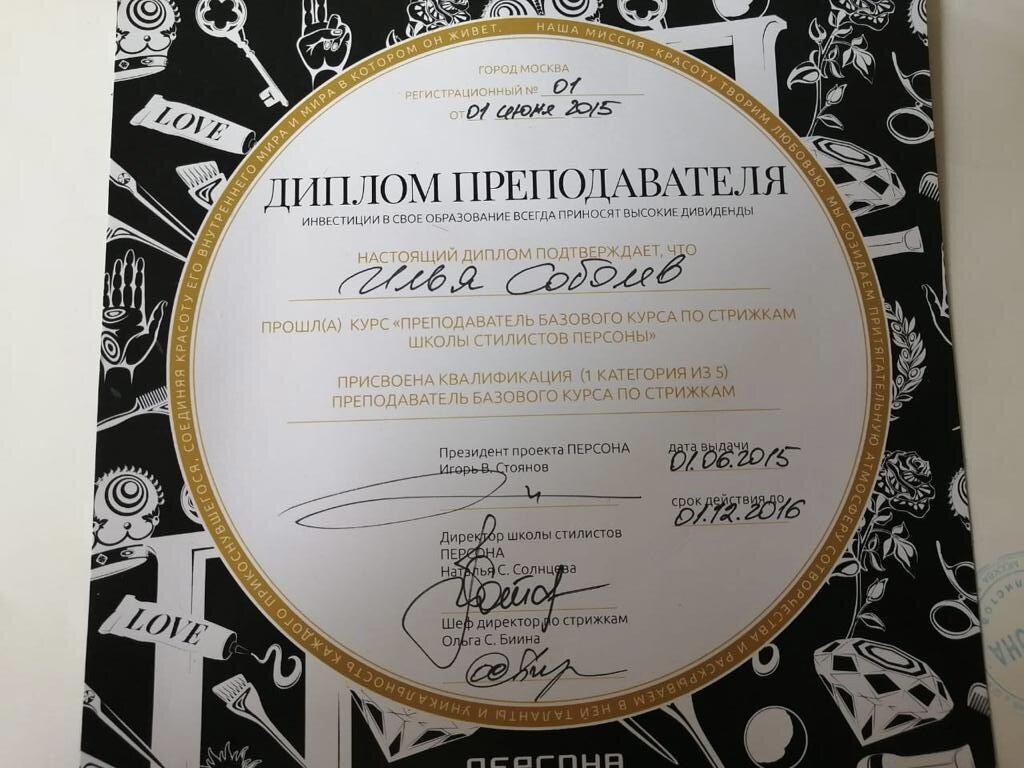 НАША МИССИЯ - КРАСОТУ ТВОРИМ ЛЮБОВЬЮ. МЫ СОЗИДАЕМ ПРИТЯГАТЕЛЬНУЮ АТМОСФЕРУ СОТВОРЧЕСТВА И РАСКРЫВАЕМ В НЕЙ ТАЛАНТЫ И УНИКАЛЬНОСТЬ КАЖДОГО ПРИКОСНУВШЕГОСЯ, СОЕДИНЯЯ КРАСОТУ ЕГО ВНУТРЕННЕГО МИРА И МИРА В КОТОРОМ ОН ЖИВЕТ.
ГОРОД МОСКВА
РЕГИСТРАЦИОННЫЙ № 01
ОТ 01 июня 2015
LOVE
ДИПЛОМ ПРЕПОДАВАТЕЛЯ
ИНВЕСТИЦИИ В СВОЕ ОБРАЗОВАНИЕ ВСЕГДА ПРИНОСЯТ ВЫСОКИЕ ДИВИДЕНДЫ
НАСТОЯЩИЙ ДИПЛОМ ПОДТВЕРЖДАЕТ, ЧТО
Илья Соболев
ПРОШЛ(А) КУРС «ПРЕПОДАВАТЕЛЬ БАЗОВОГО КУРСА ПО СТРИЖКАМ
ШКОЛЫ СТИЛИСТОВ ПЕРСОНЫ»
ПРИСВОЕНА КВАЛИФИКАЦИЯ (1 КАТЕГОРИЯ ИЗ 5)
ПРЕПОДАВАТЕЛЬ БАЗОВОГО КУРСА ПО СТРИЖКАМ
Президент проекта ПЕРСОНА
Игорь В. Стоянов
дата выдачи
01.06.2015
срок действия до
01.12.2016
Директор школы стилистов
ПЕРСОНА
Наталья С. Солнцева
Шеф директор по стрижкам
Ольга С. Биина
LOVE
ПЕРСОНА